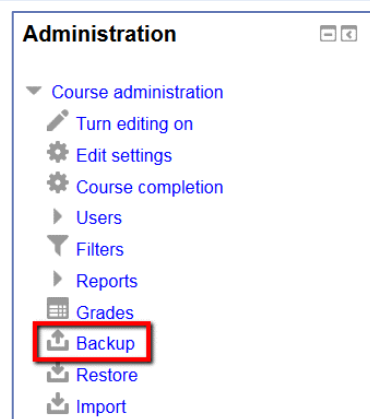 Administration
Course administration
Turn editing on
Edit settings
Course completion
Users
Filters
Reports
Grades
Backup
Restore
Import